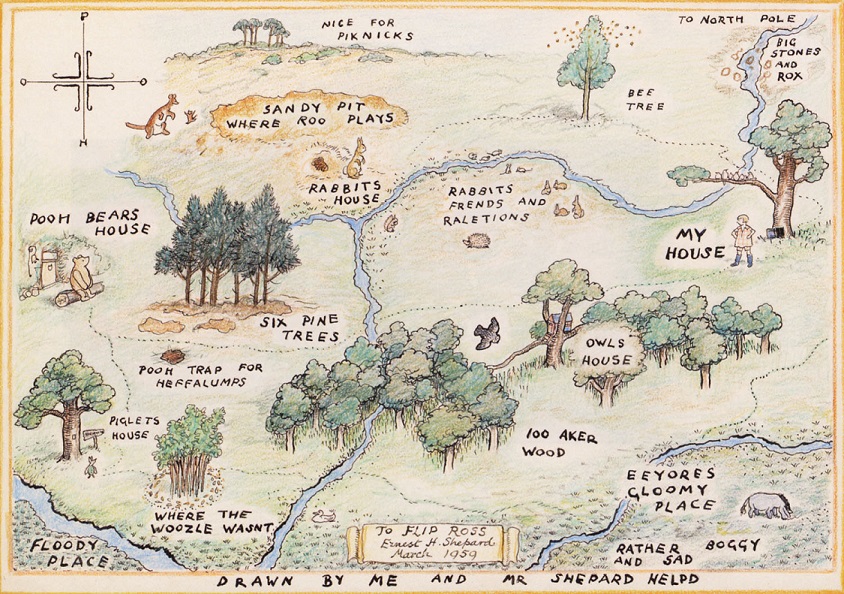 NICE FOR
PIKNICKS
TO NORTH POLE
BIG
STONES
AND
ROX
P
O
O
H
BEE
TREE
SANDY PIT
WHERE ROO PLAYS
RABBITS
HOUSE
RABBITS
FRENDS AND
RALETIONS
POOH BEARS
HOUSE
MY
HOUSE
SIX PINE
TREES
OWLS
HOUSE
POOH TRAP FOR
HEFFALUMPS
PIGLETS
HOUSE
100 AKER
WOOD
EEYORES
GLOOMY
PLACE
WHERE THE
WOOZLE WASNT
FLOODY
PLACE
TO FLIP ROSS
Ernest H. Shepard
March 1959
RATHER BOGGY
AND SAD
DRAWN BY ME AND MR SHEPARD HELPD